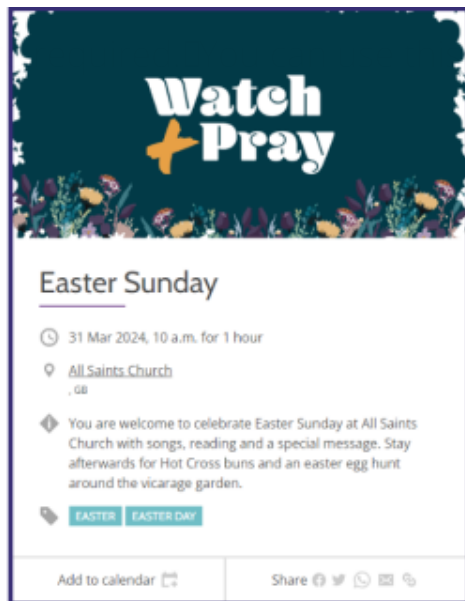 Watch
+Pray
Easter Sunday
31 Mar 2024, 10 a.m. for 1 hour
All Saints Church
, GB
You are welcome to celebrate Easter Sunday at All Saints
Church with songs, reading and a special message. Stay
afterwards for Hot Cross buns and an easter egg hunt
around the vicarage garden.
EASTER EASTER DAY
Add to calendar Share